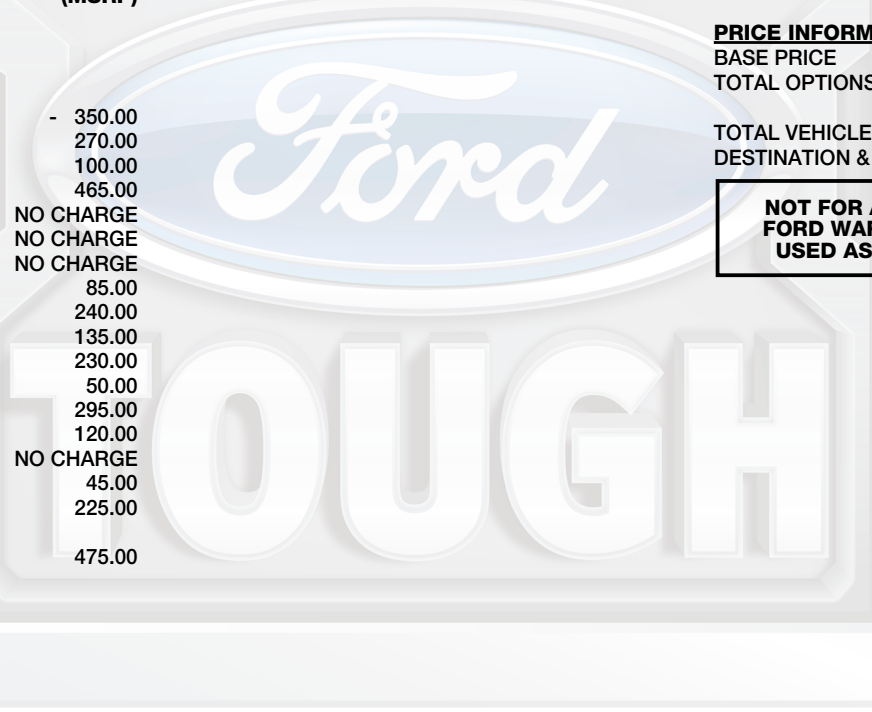 (MSRP)
- 350.00
270.00
100.00
465.00
NO CHARGE
NO CHARGE
NO CHARGE
85.00
240.00
135.00
230.00
50.00
295.00
120.00
NO CHARGE
45.00
225.00
475.00
PRICE INFORM
BASE PRICE
TOTAL OPTIONS
TOTAL VEHICLE
DESTINATION &
NOT FOR
FORD WAR
USED AS
Ford
TOUGH